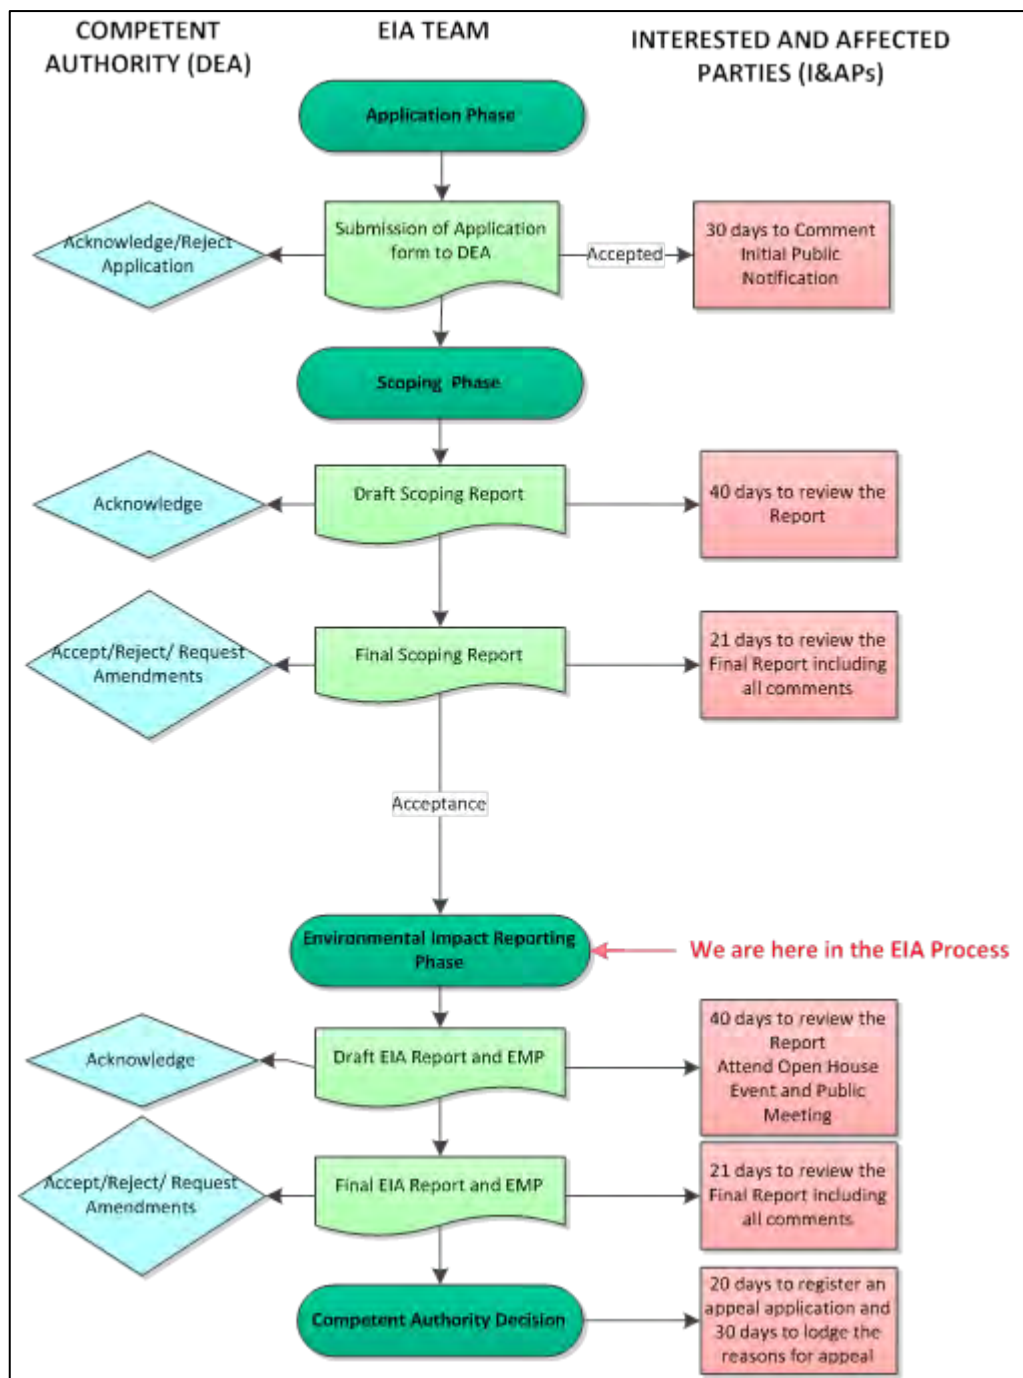 COMPETENT
AUTHORITY (DEA)
EIA TEAM
INTERESTED AND AFFECTED
PARTIES (I&APs)
Application Phase
Acknowledge/Reject
Application
Submission of Application
form to DEA
Accepted
30 days to Comment
Initial Public
Notification
Scoping Phase
Acknowledge
Draft Scoping Report
40 days to review the
Report
Accept/Reject/ Request
Amendments
Final Scoping Report
21 days to review the
Final Report including
all comments
Acceptance
Environmental Impact Reporting
Phase
We are here in the EIA Process
Acknowledge
Draft EIA Report and EMP
40 days to review the
Report
Attend Open House
Event and Public
Meeting
Accept/Reject/ Request
Amendments
Final EIA Report and EMP
21 days to review the
Final Report including
all comments
Competent Authority Decision
20 days to register an
appeal application and
30 days to lodge the
reasons for appeal